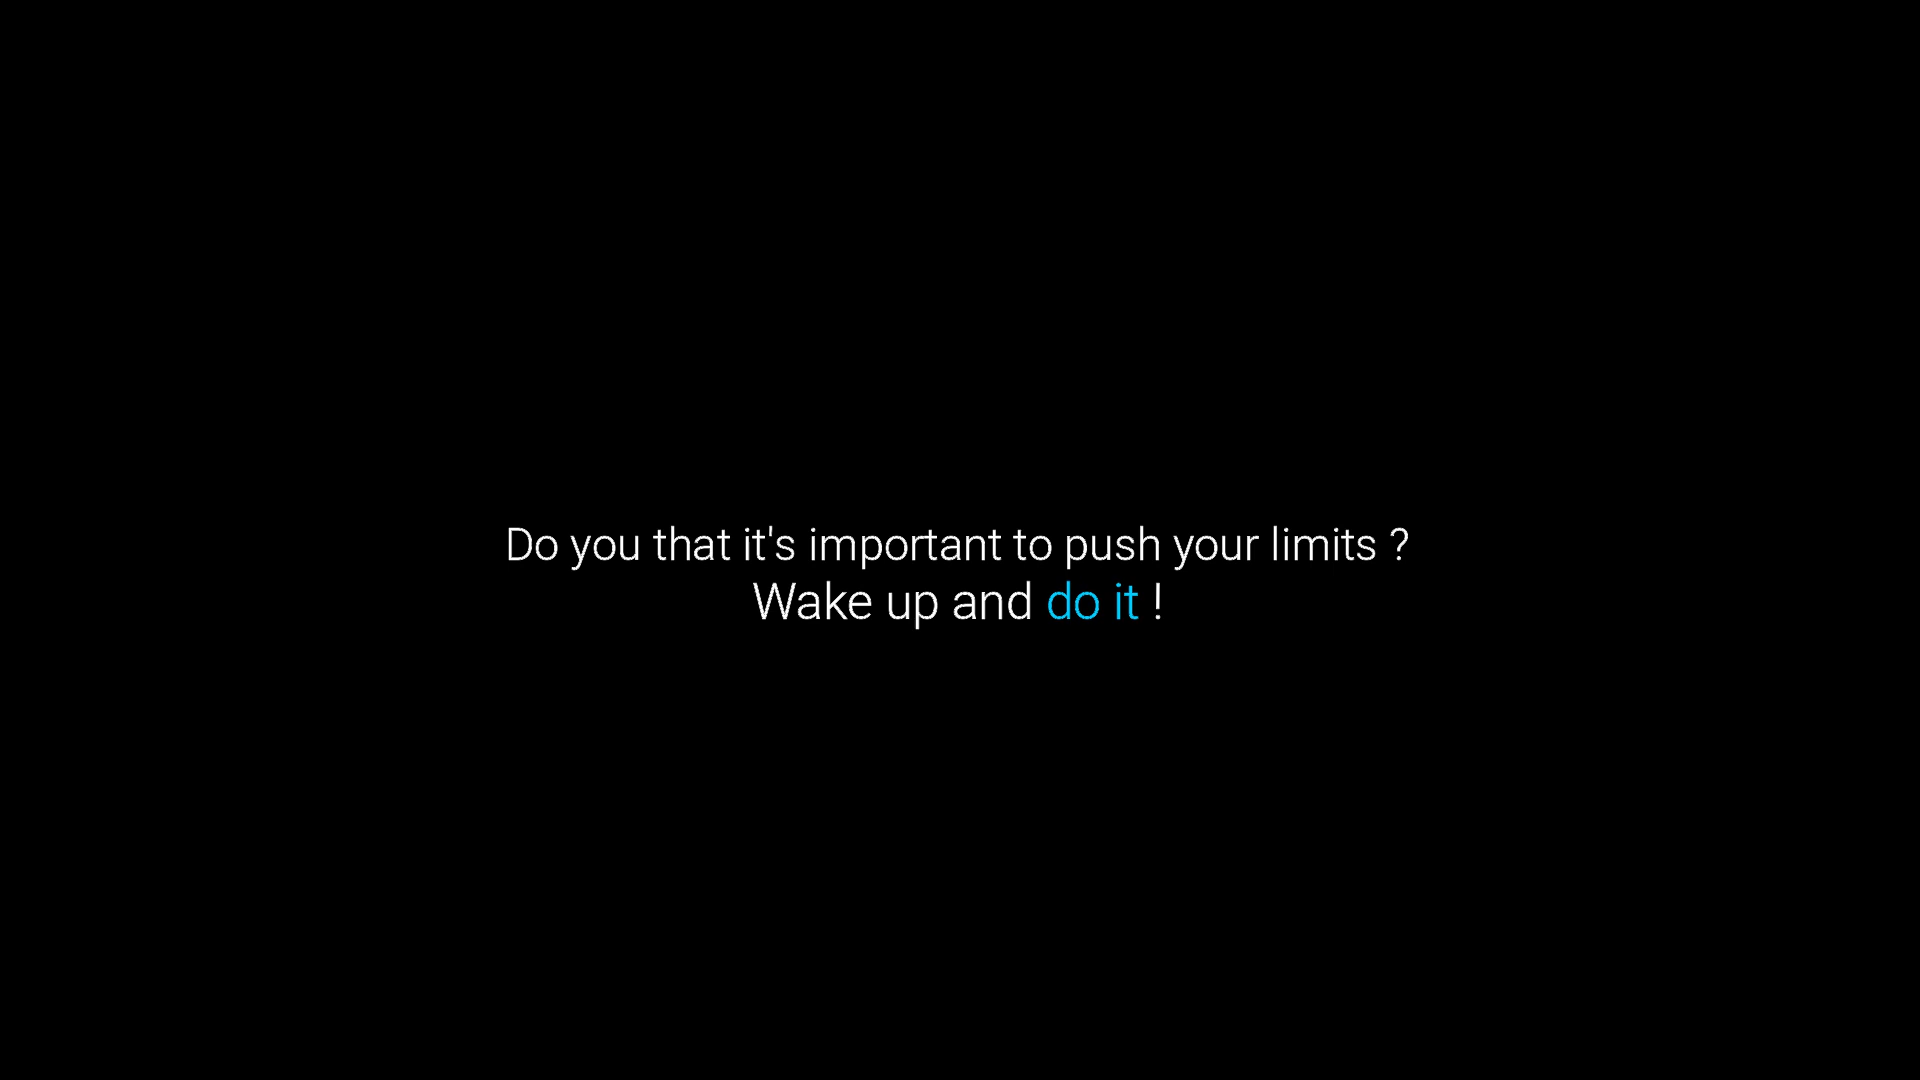 Do you that it's important to push your limits ?
Wake up and do it !